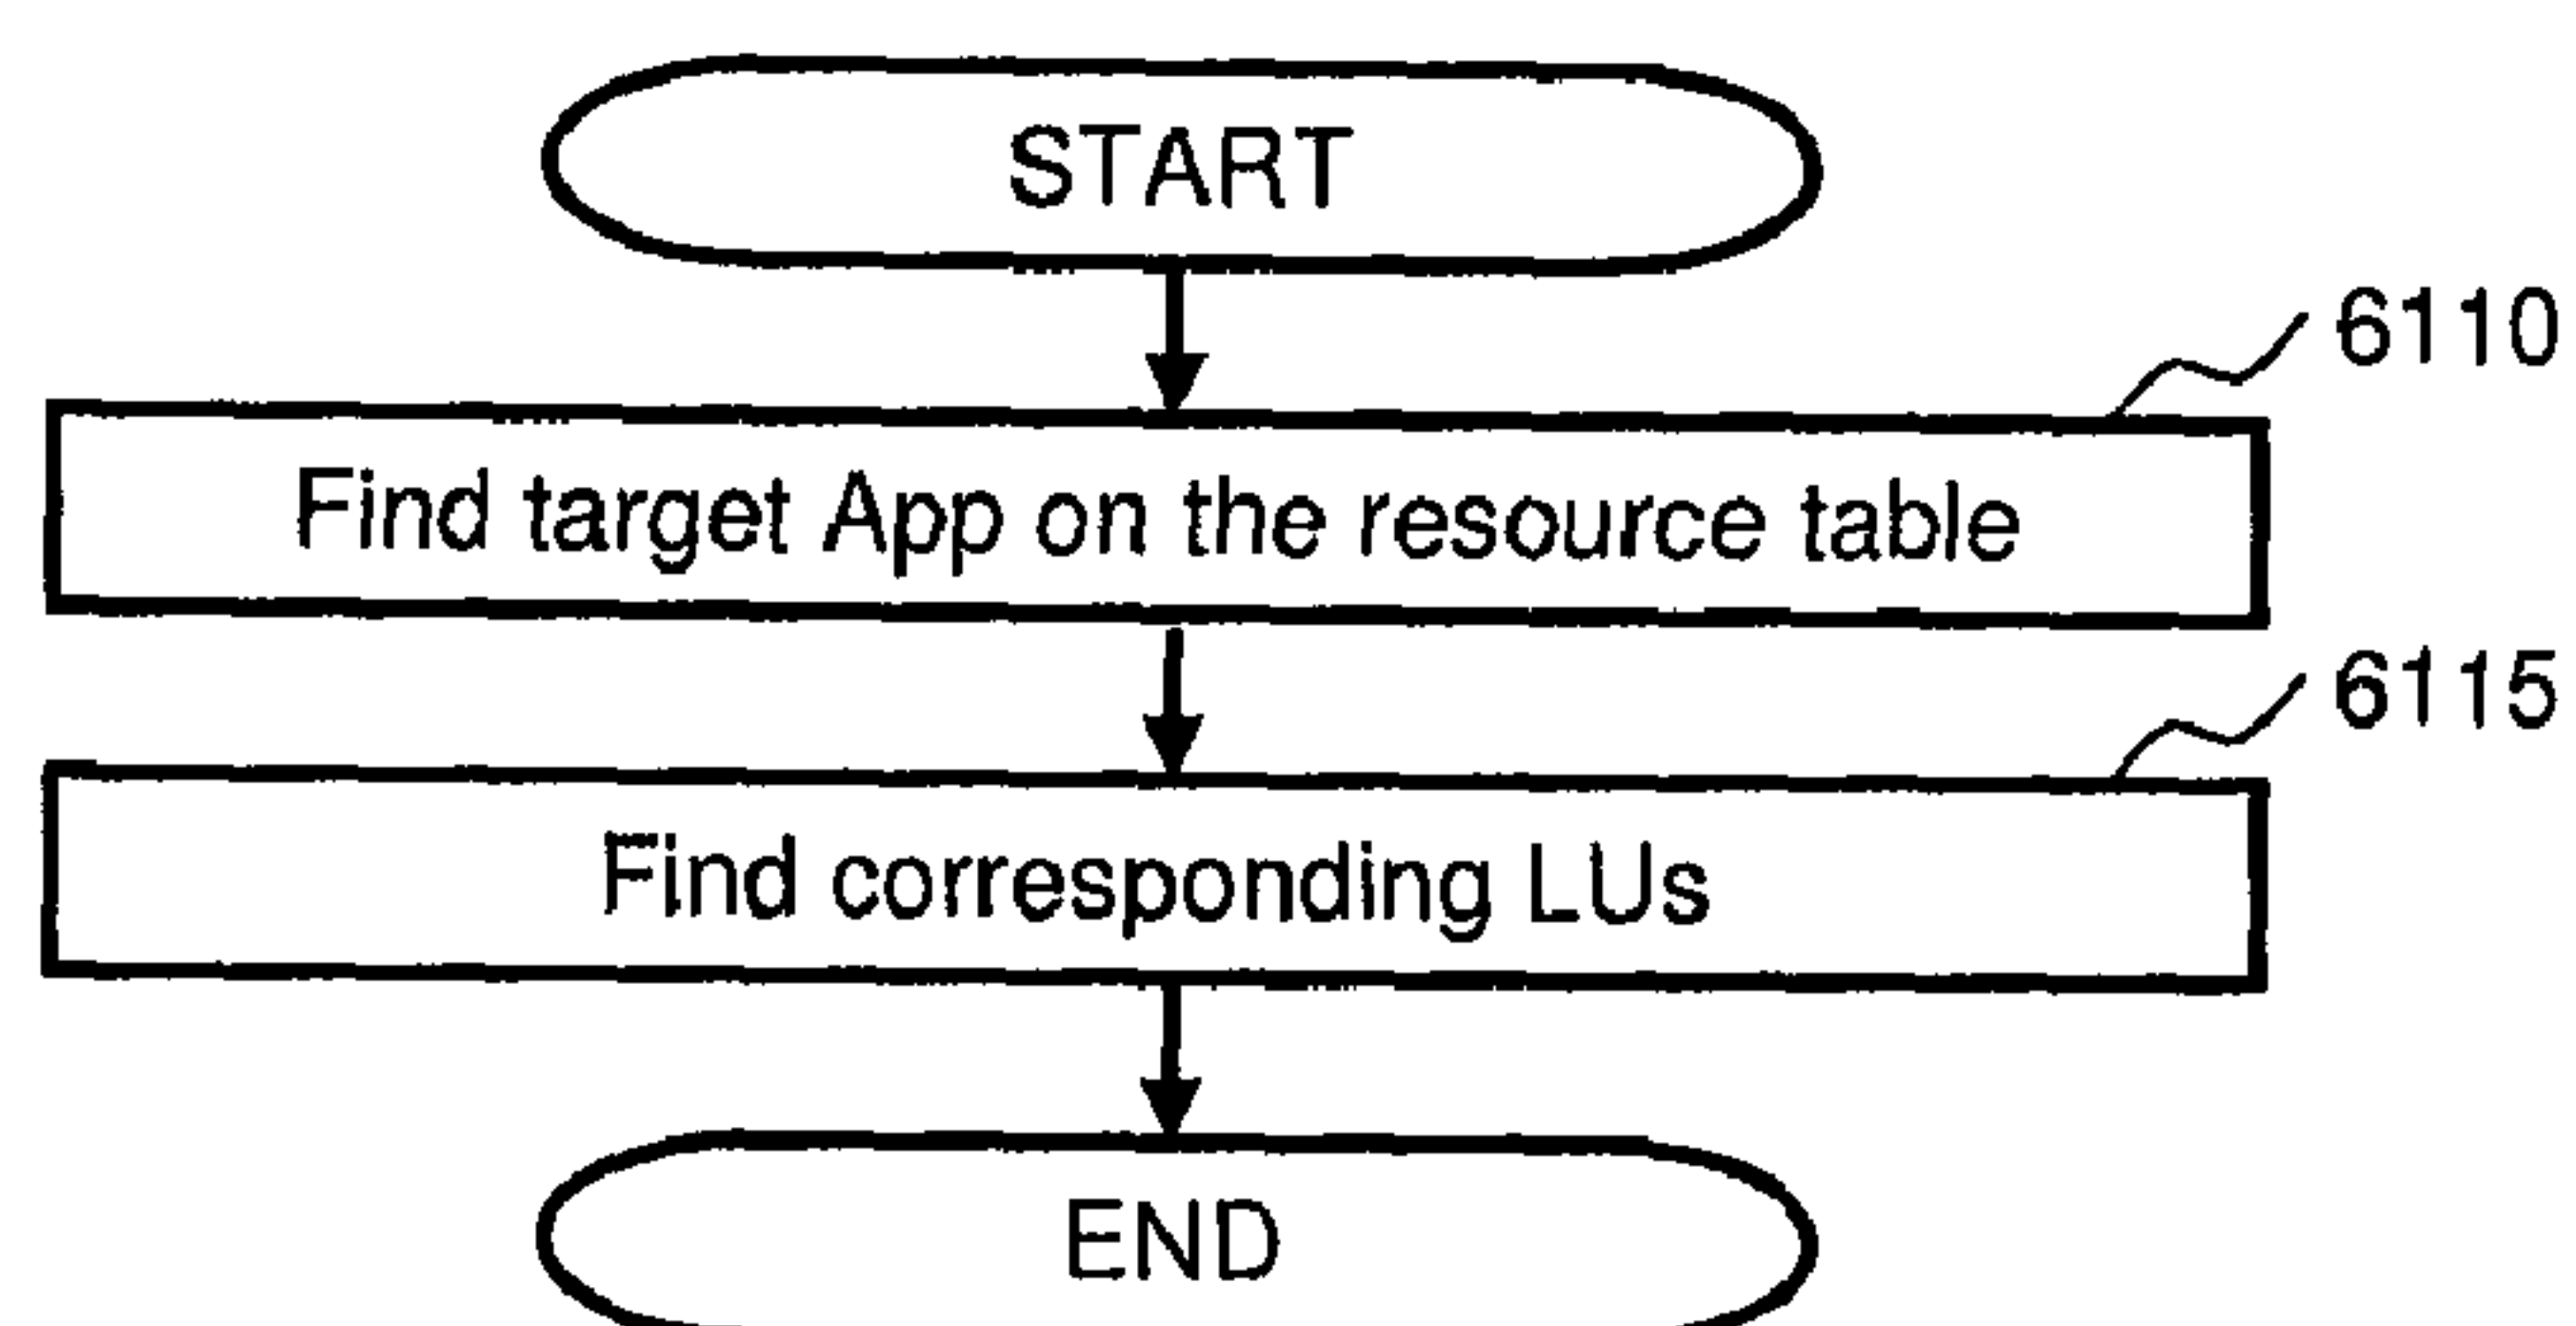 START
6110
Find target App on the resource table
6115
Find corresponding LUs
END